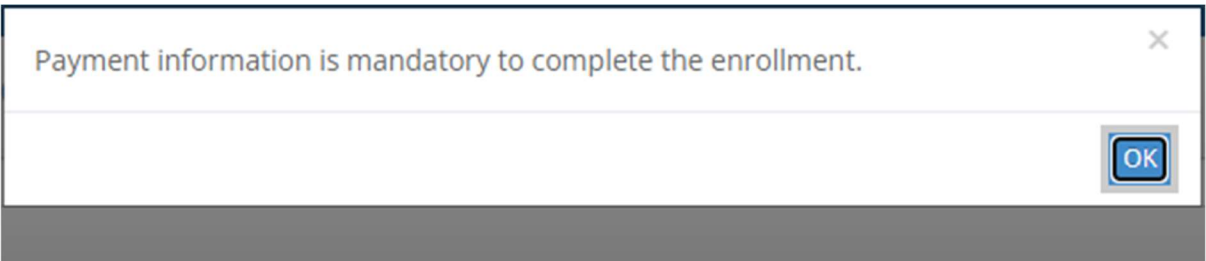 Payment information is mandatory to complete the enrollment.
OK